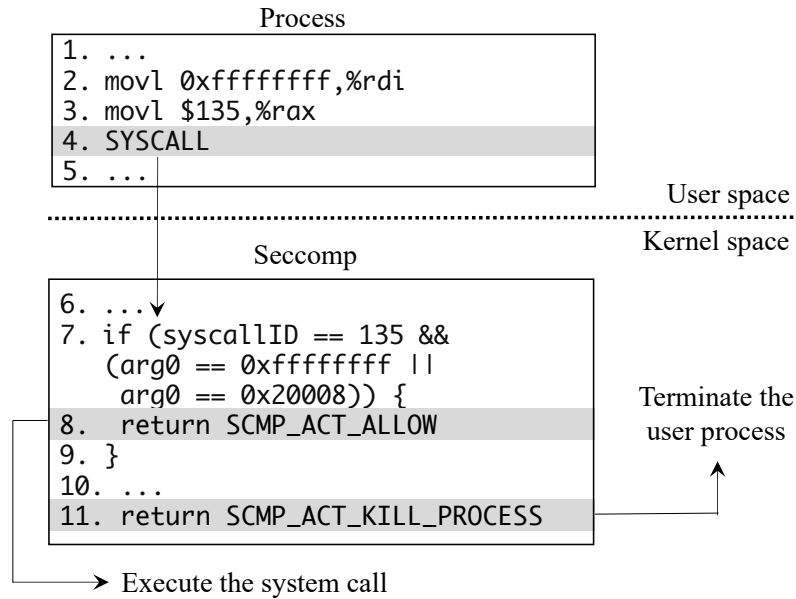 Process
1. ...
2. movl 0xffffffff,%rdi
3. movl $135,%rax
4. SYSCALL
5. ...
User space
Kernel space
Seccomp
6. ...
7. if (syscallID == 135 &&
(arg0 == 0xffffffff ||
arg0 == 0x20008)) {
8. return SCMP_ACT_ALLOW
9. }
10. ...
11. return SCMP_ACT_KILL_PROCESS
Terminate the
user process
Execute the system call